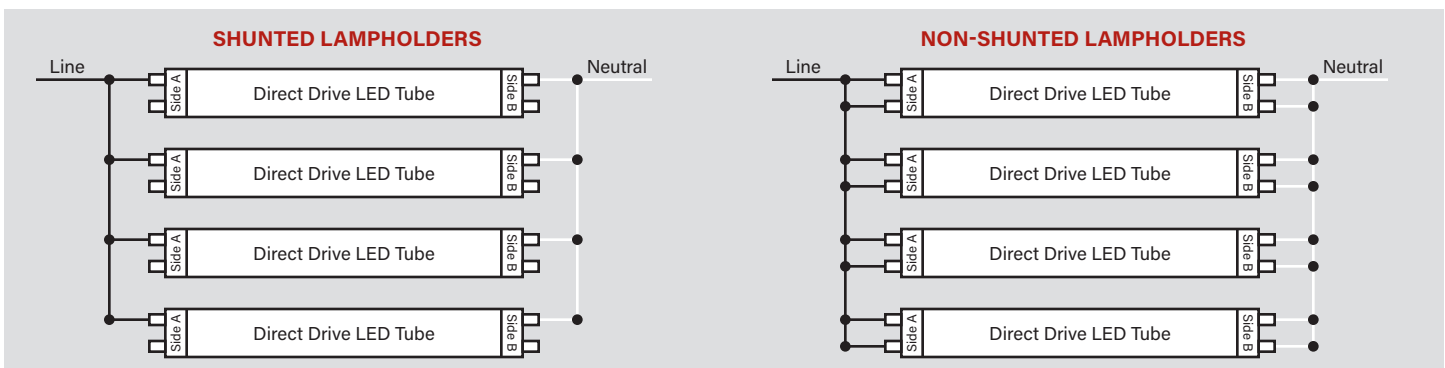 SHUNTED LAMPHOLDERS
Line
Neutral
Side A
Direct Drive LED Tube
Side B
Side A
Direct Drive LED Tube
Side B
Side A
Direct Drive LED Tube
Side B
Side A
Direct Drive LED Tube
Side B
NON-SHUNTED LAMPHOLDERS
Line
Neutral
Side A
Direct Drive LED Tube
Side B
Side A
Direct Drive LED Tube
Side B
Side A
Direct Drive LED Tube
Side B
Side A
Direct Drive LED Tube
Side B